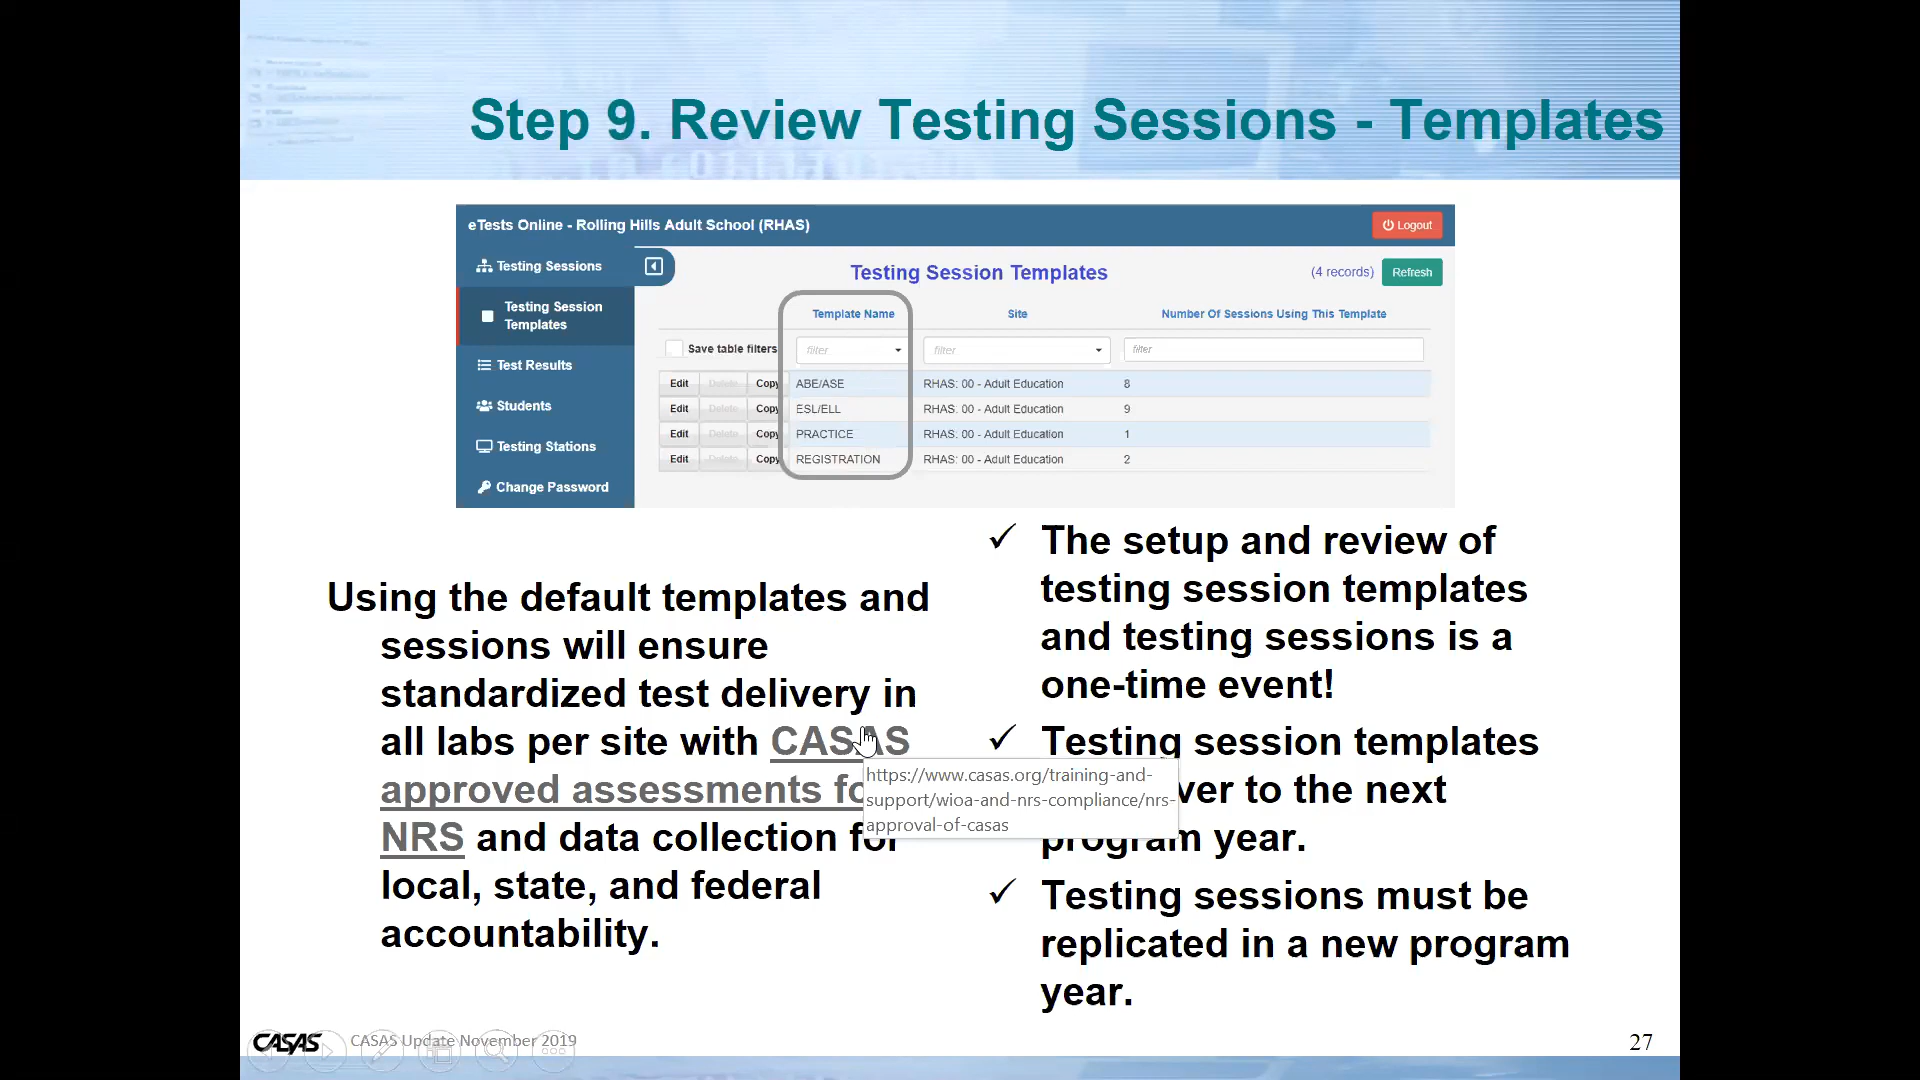 Step 9. Review Testing Sessions - Templates
eTests Online - Rolling Hills Adult School (RHAS)
Logout
Testing Sessions
Testing Session Templates
(4 records)
Refresh
Testing Session
Templates
Template Name
Site
Number Of Sessions Using This Template
Save table filters
filter
filter
filter
Test Results
Edit Delete Copy ABE/ASE RHAS: 00 - Adult Education 8
Students
Edit Delete Copy ESL/ELL RHAS: 00 - Adult Education 9
Edit Delete Copy PRACTICE RHAS: 00 - Adult Education 1
Testing Stations
Edit Delete Copy REGISTRATION RHAS: 00 - Adult Education 2
Change Password
Using the default templates and
sessions will ensure
standardized test delivery in
all labs per site with CASAS
approved assessments
NRS and data collection for
local, state, and federal
accountability.
https://www.casas.org/training-and-
support/wioa-and-nrs-compliance/nrs-
approval-of-casas
The setup and review of
testing session templates
and testing sessions is a
one-time event!
Testing session templates
ver to the next
program year.
Testing sessions must be
replicated in a new program
year.
CASAS
CASAS Update November 2019
27